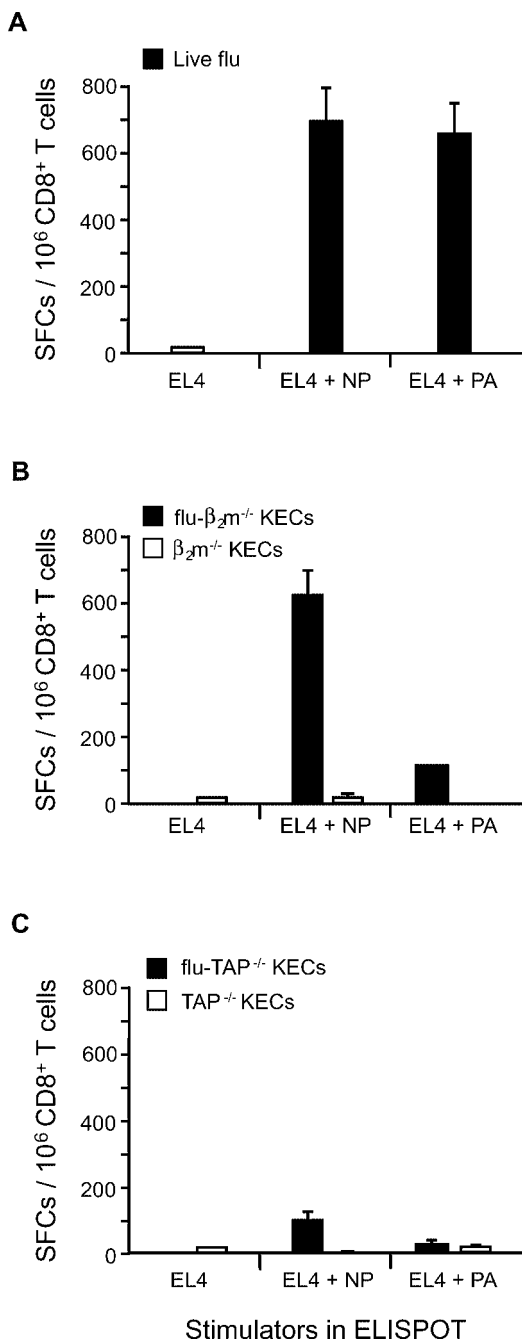 A
Live flu
SFCs / 10⁶ CD8⁺ T cells
800
600
400
200
0
EL4
EL4 + NP
EL4 + PA
B
flu-β₂m⁻/⁻ KECs
β₂m⁻/⁻ KECs
SFCs / 10⁶ CD8⁺ T cells
800
600
400
200
0
EL4
EL4 + NP
EL4 + PA
C
flu-TAP⁻/⁻ KECs
TAP⁻/⁻ KECs
SFCs / 10⁶ CD8⁺ T cells
800
600
400
200
0
EL4
EL4 + NP
EL4 + PA
Stimulators in ELISPOT